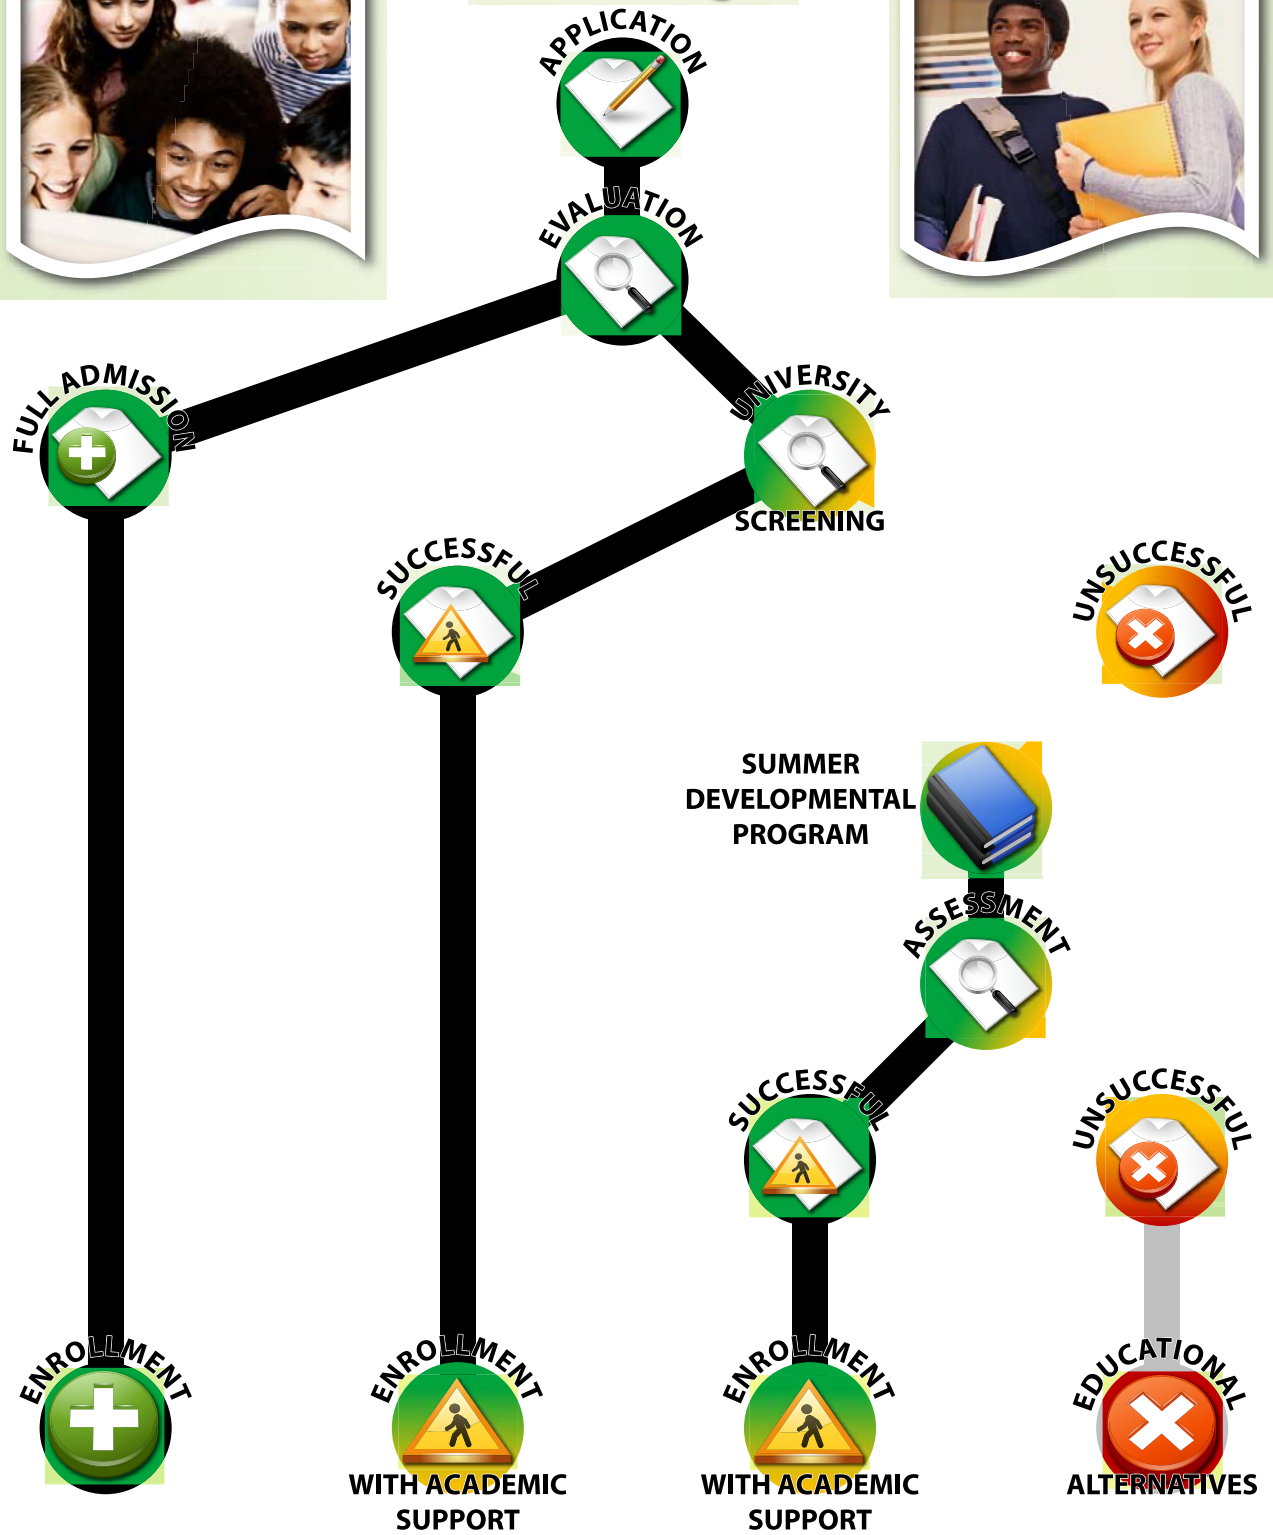 APPLICATION
EVALUATION
FULL ADMISSION
UNIVERSITY
SCREENING
SUCCESSFUL
UNSUCCESSFUL
SUMMER
DEVELOPMENTAL
PROGRAM
ASSESSMENT
SUCCESSFUL
UNSUCCESSFUL
ENROLLMENT
ENROLLMENT
WITH ACADEMIC
SUPPORT
ENROLLMENT
WITH ACADEMIC
SUPPORT
EDUCATIONAL
ALTERNATIVES